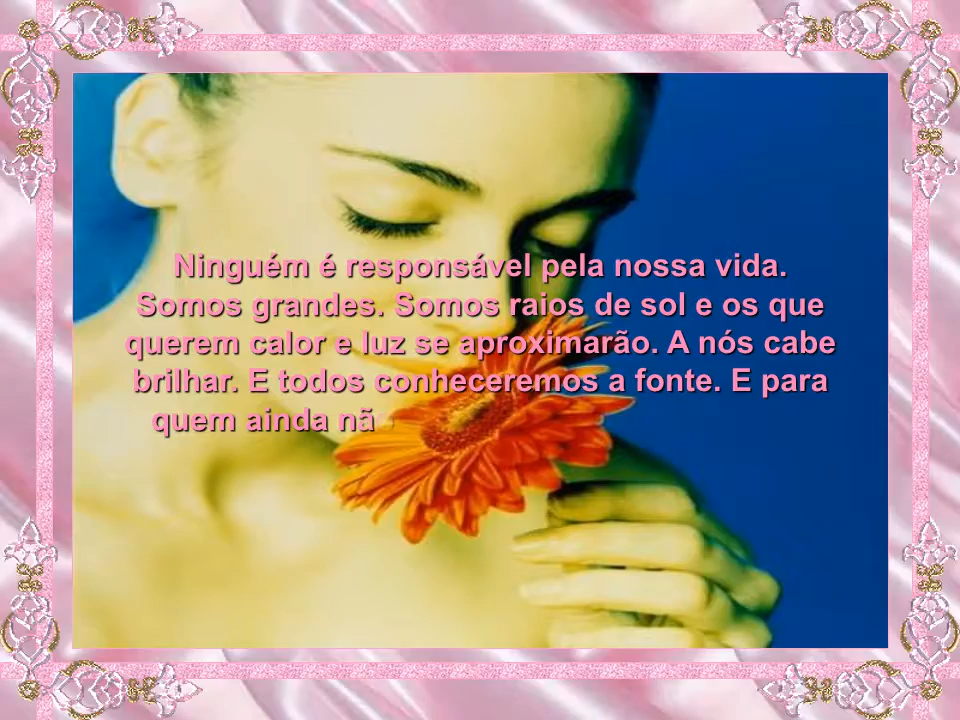 Ninguém é responsável pela nossa vida.
Somos grandes. Somos raios de sol e os que
querem calor e luz se aproximarão. A nós cabe
brilhar. E todos conheceremos a fonte. E para
quem ainda nã